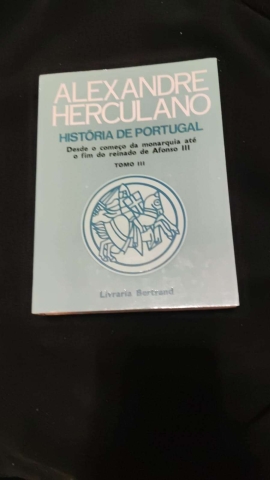 ALEXANDRE
HERCULANO
HISTÓRIA DE PORTUGAL
Desde o começo da monarquia até
o fim do reinado de Afonso III
TOMO III
Livraria Bertrand